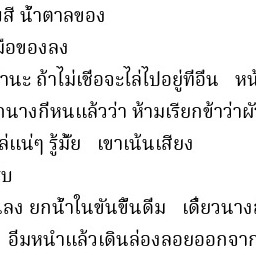 สี น้ำตาลของ
มือของลง
านะ ถ้าไม่เชื่อจะไล่ไปอยู่ที่อื่น หน้
นางกี่หนแล้วว่า ห้ามเรียกข้าว่าผั
ล่แน่ๆ รู้มั้ย เขาเน้นเสียง
บ
ลง ยกน้ำในขันขึ้นดื่ม เดี๋ยวนาง
อิ่มหนำแล้วเดินล่องลอยออกจาก